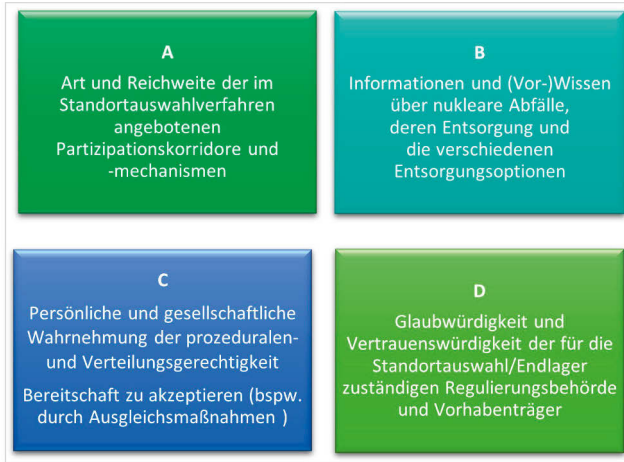 A
Art und Reichweite der im
Standortauswahlverfahren
angebotenen
Partizipationskorridore und
-mechanismen
B
Informationen und (Vor-)Wissen
über nukleare Abfälle,
deren Entsorgung und
die verschiedenen
Entsorgungsoptionen
C
Persönliche und gesellschaftliche
Wahrnehmung der prozeduralen-
und Verteilungsgerechtigkeit
Bereitschaft zu akzeptieren (bspw.
durch Ausgleichsmaßnahmen )
D
Glaubwürdigkeit und
Vertrauenswürdigkeit der für die
Standortauswahl/Endlager
zuständigen Regulierungsbehörde
und Vorhabenträger